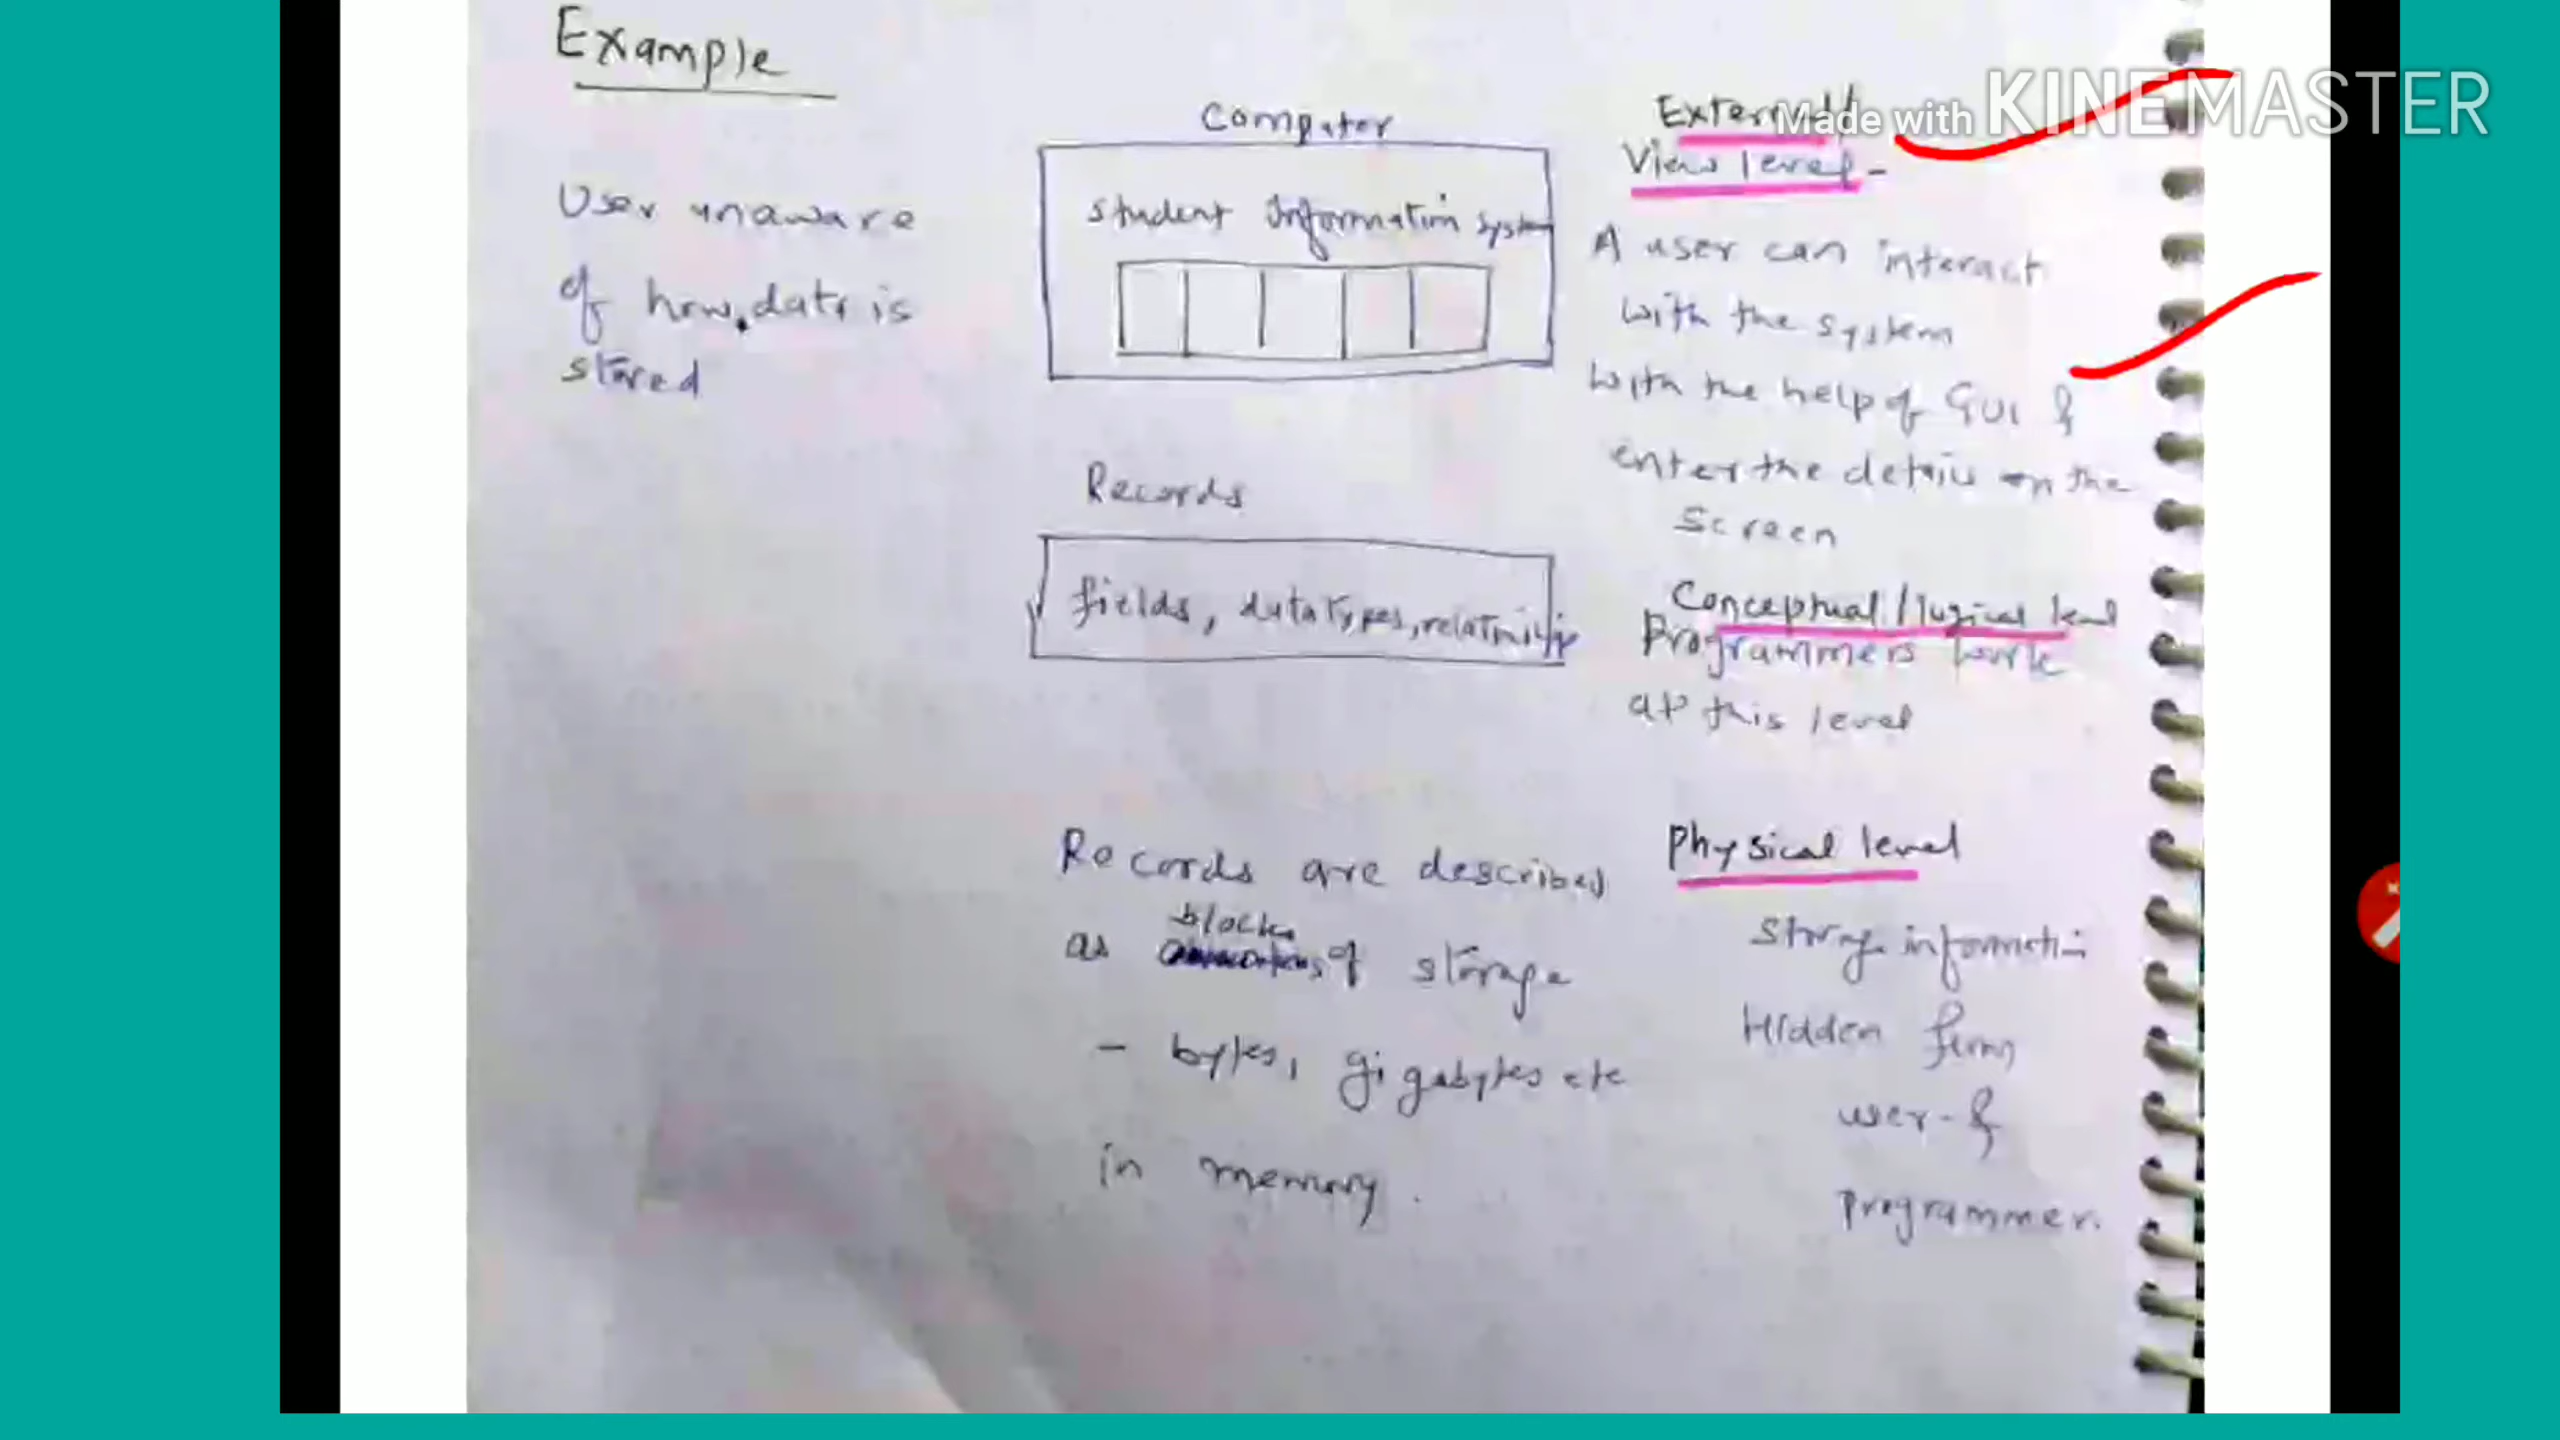 Example
User unaware
of how data is
stored
Computer
Student Information System
Records
fields, datatypes, relationship
Records are described
as blocks of storage
- bytes, gigabytes etc
in memory.
External/
View level -
A user can interact
with the system
with the help of GUI &
enter the details on the
screen
Conceptual/logical level
Programmers work
at this level
Physical level
Storage information
Hidden from
user - &
programmer.
Made with KINEMASTER